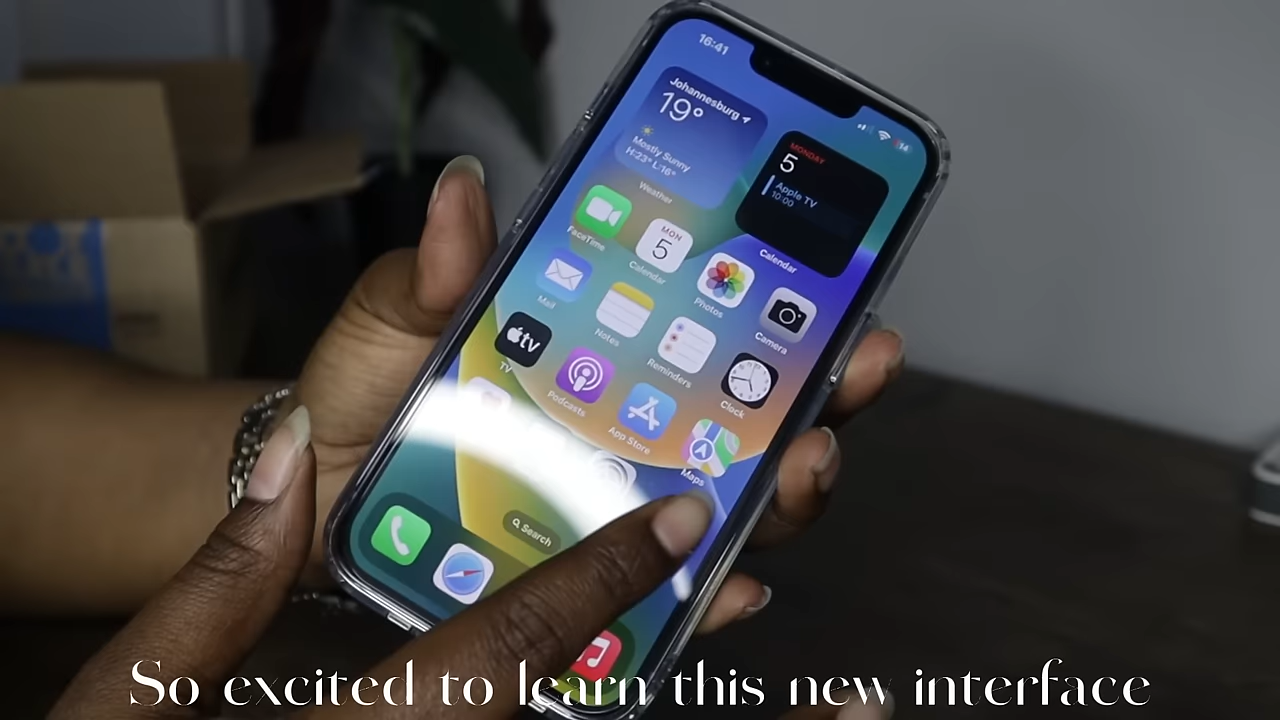 16:41
14
Johannesburg
19°
Mostly Sunny
H:23° L:16°
Weather
MONDAY
5
Apple TV
10:00
Calendar
FaceTime
MON
5
Calendar
Photos
Camera
Mail
Notes
Reminders
Clock
tv
TV
Podcasts
App Store
Maps
Search
So excited to learn this new interface